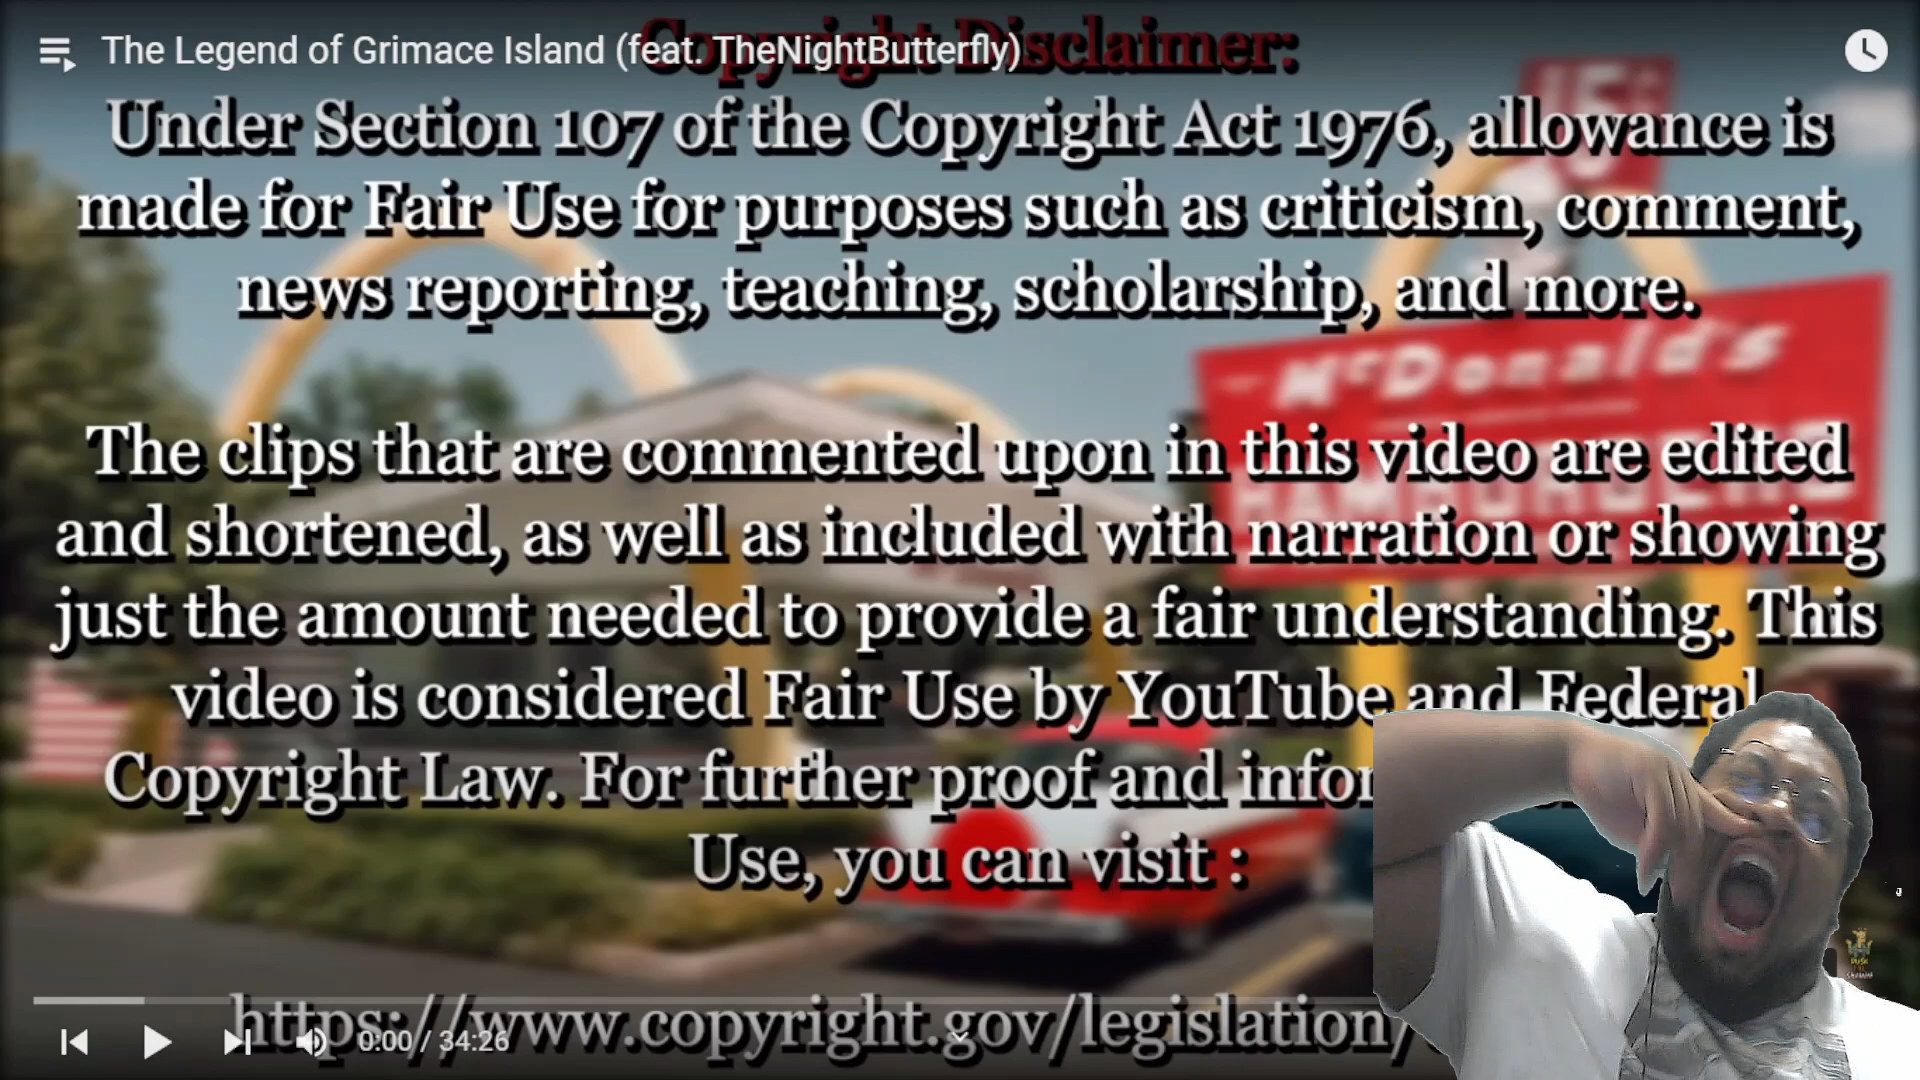 The Legend of Grimace Island (feat. TheNightButterfly)
Copyright Disclaimer:
Under Section 107 of the Copyright Act 1976, allowance is
made for Fair Use for purposes such as criticism, comment,
news reporting, teaching, scholarship, and more.
15¢
McDonald's
HAMBURGERS
The clips that are commented upon in this video are edited
and shortened, as well as included with narration or showing
just the amount needed to provide a fair understanding. This
video is considered Fair Use by YouTube and Federal
Copyright Law. For further proof and infor
Use, you can visit :
https://www.copyright.gov/legislation/
0:00 / 34:26